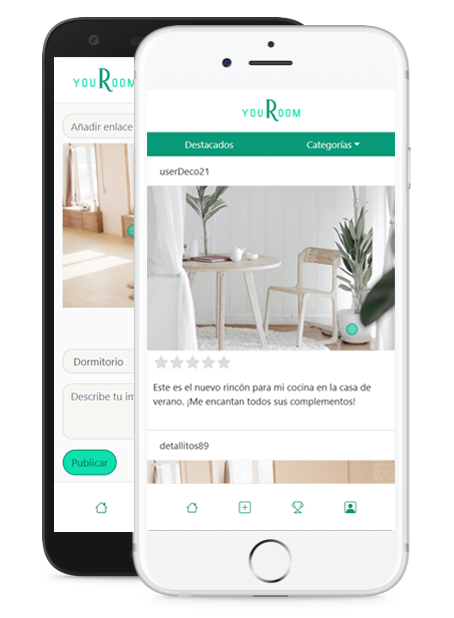 YOUROOM
Añadir enlace
Dormitorio
Describe tu im
Publicar
YOUROOM
Destacados
Categorías
userDeco21
Este es el nuevo rincón para mi cocina en la casa de
verano. ¡Me encantan todos sus complementos!
detallitos89